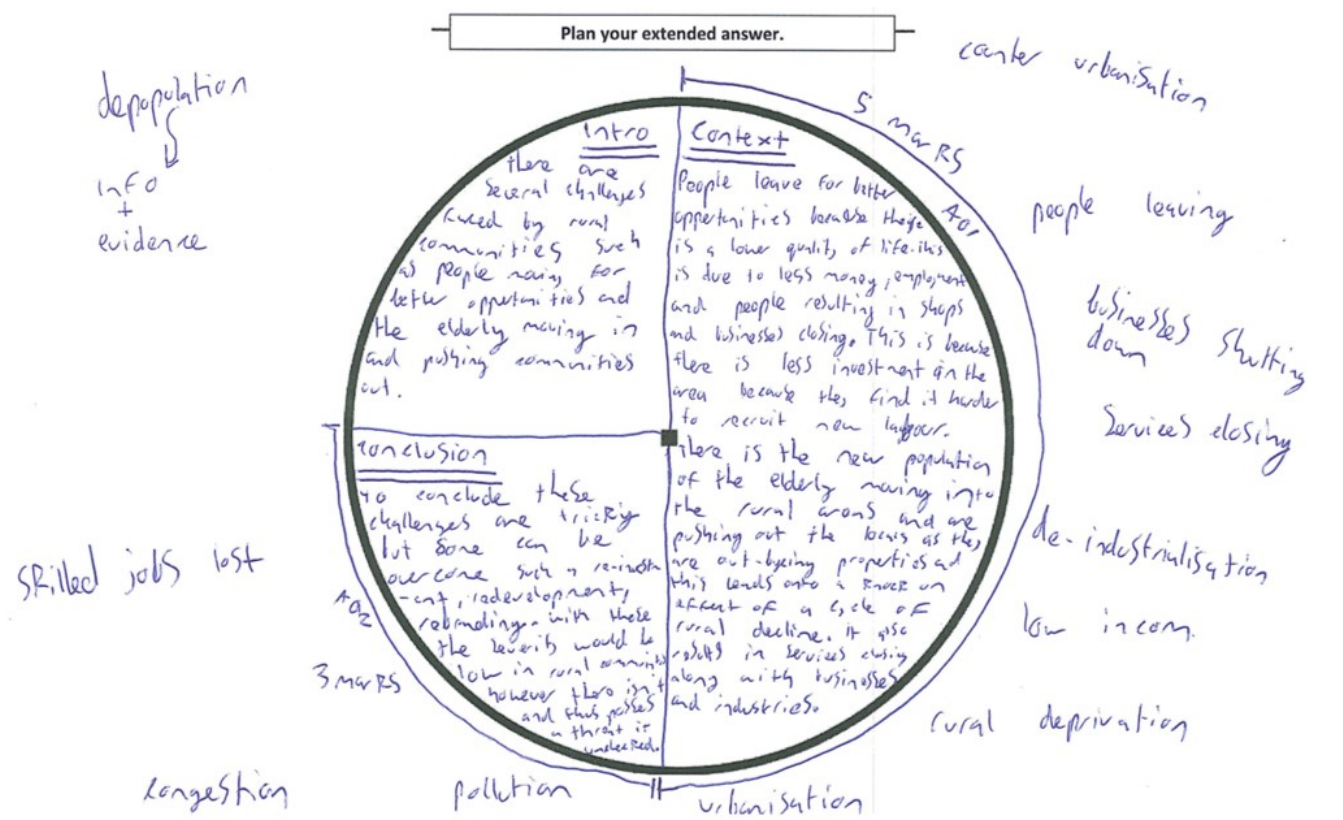 Plan your extended answer.
depopulation
info
+
evidence
skilled jobs lost
congestion
pollution
urbanisation
counter urbanisation
people leaving
businesses shutting
down
Services closing
de-industrialisation
low incom.
rural deprivation
5 marks
AO1
AO2
3 marks
Intro
there are
several challenges
faced by rural
communities such
as people moving for
better oppertunities and
the elderly moving in
and pushing communities
out.
Context
People leave for better
oppertunities because there
is a lower quality of life. this
is due to less money, employment
and people resulting in shops
and businesses closing. This is because
there is less investment in the
area because they find it harder
to recruit new labour.
there is the new population
of the elderly moving into
the rural areas and are
pushing out the locals as they
are out-buying properties and
this leads onto a knock on
effect of a cycle of
rural decline. it also
results in services closing
along with businesses
and industries.
Conclusion
to conclude these
challenges are tricky
but some can be
overcome such as re-investm
-ent, redevelopment,
rebranding. with these
the severity would be
low in rural communities
however there isn't
and thus posses
a threat if
unchecked.